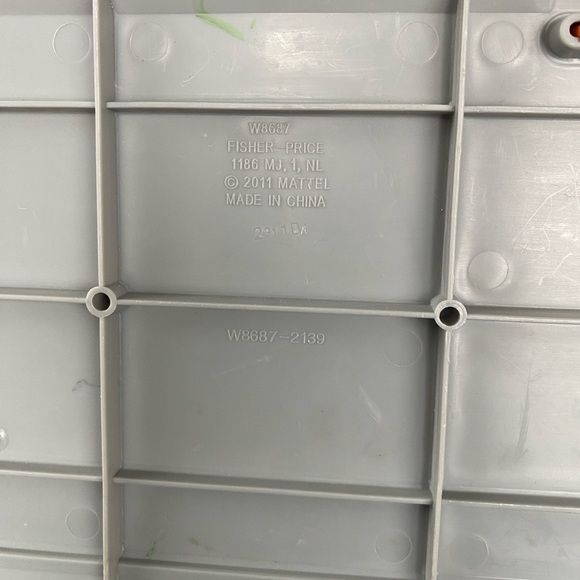 W8687
FISHER-PRICE
1186 MJ, 1, NL
© 2011 MATTEL
MADE IN CHINA
W8687-2139